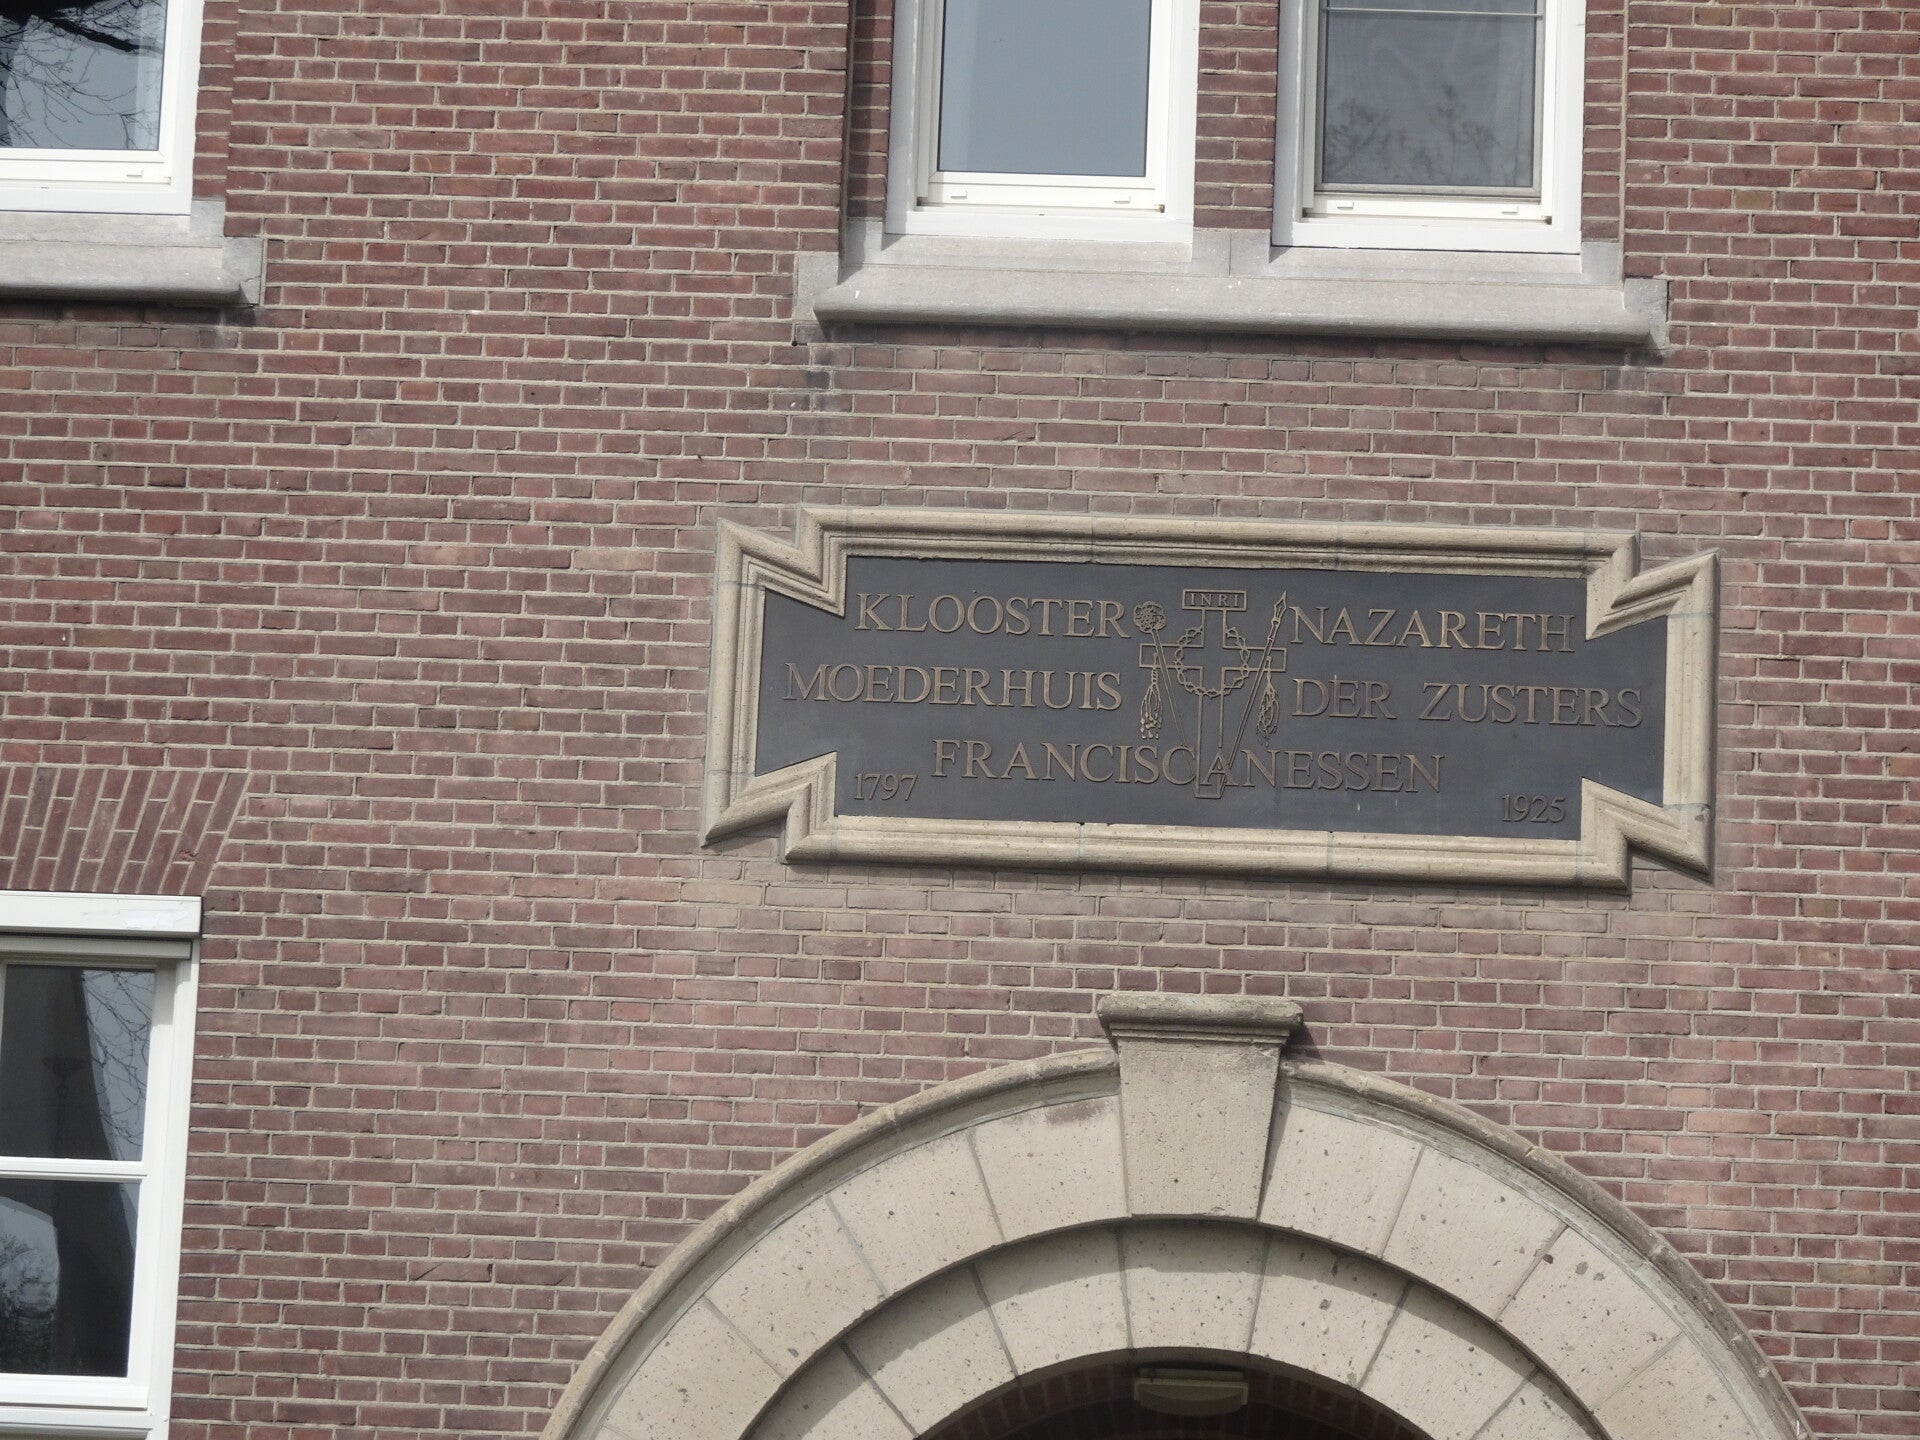 INRI
KLOOSTER NAZARETH
MOEDERHUIS DER ZUSTERS
FRANCISCANESSEN
1797 1925